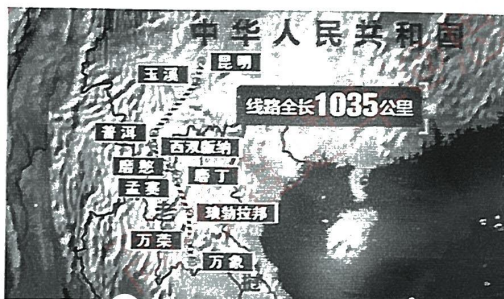 中华人民共和国
昆明
玉溪
线路全长1035公里
普洱
西双版纳
磨憨
磨丁
孟赛
琅勃拉邦
万荣
万象